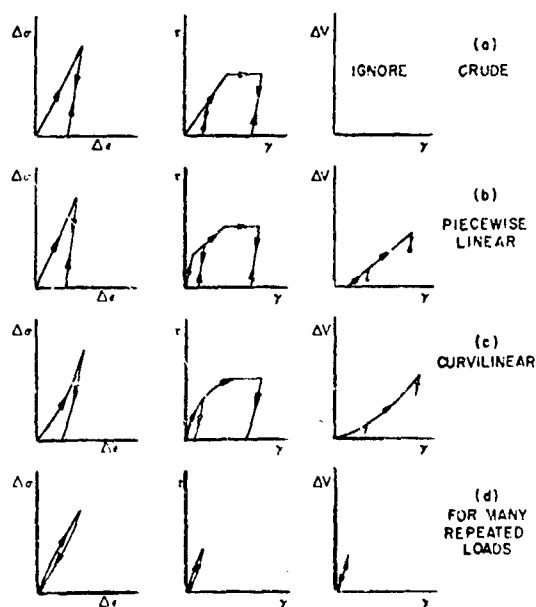 Δσ τ ΔV (a)
IGNORE CRUDE
Δε γ γ
Δσ τ ΔV (b)
PIECEWISE
LINEAR
Δε γ γ
Δσ τ ΔV (c)
CURVILINEAR
Δε γ γ
Δσ τ ΔV (d)
FOR MANY
REPEATED
LOADS
Δε γ γ